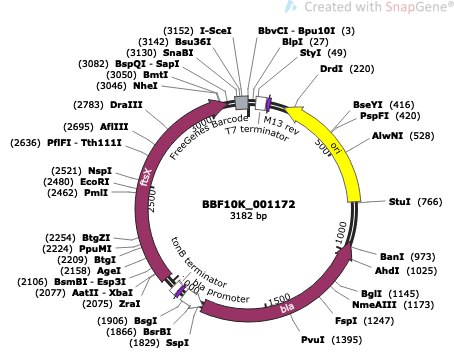 Created with SnapGene®
(3152) I-SceI
(3142) Bsu36I
(3130) SnaBI
(3082) BspQI - SapI
(3050) BmtI
(3046) NheI
(2783) DraIII
(2695) AflIII
(2636) PflFI - Tth111I
(2521) NspI
(2480) EcoRI
(2462) PmlI
(2254) BtgZI
(2224) PpuMI
(2209) BtgI
(2158) AgeI
(2106) BsmBI - Esp3I
(2077) AatII - XbaI
(2075) ZraI
(1906) BsgI
(1866) BsrBI
(1829) SspI
BbvCI - Bpu10I (3)
BlpI (27)
StyI (49)
DrdI (220)
BseYI (416)
PspFI (420)
AlwNI (528)
StuI (766)
BanI (973)
AhdI (1025)
BglI (1145)
NmeAIII (1173)
FspI (1247)
PvuI (1395)
FreeGenes Barcode
T7 terminator
M13 rev
ori
ftsX
bla
tonB terminator
bla promoter
500
1000
1500
2500
3000
BBF10K_001172
3182 bp